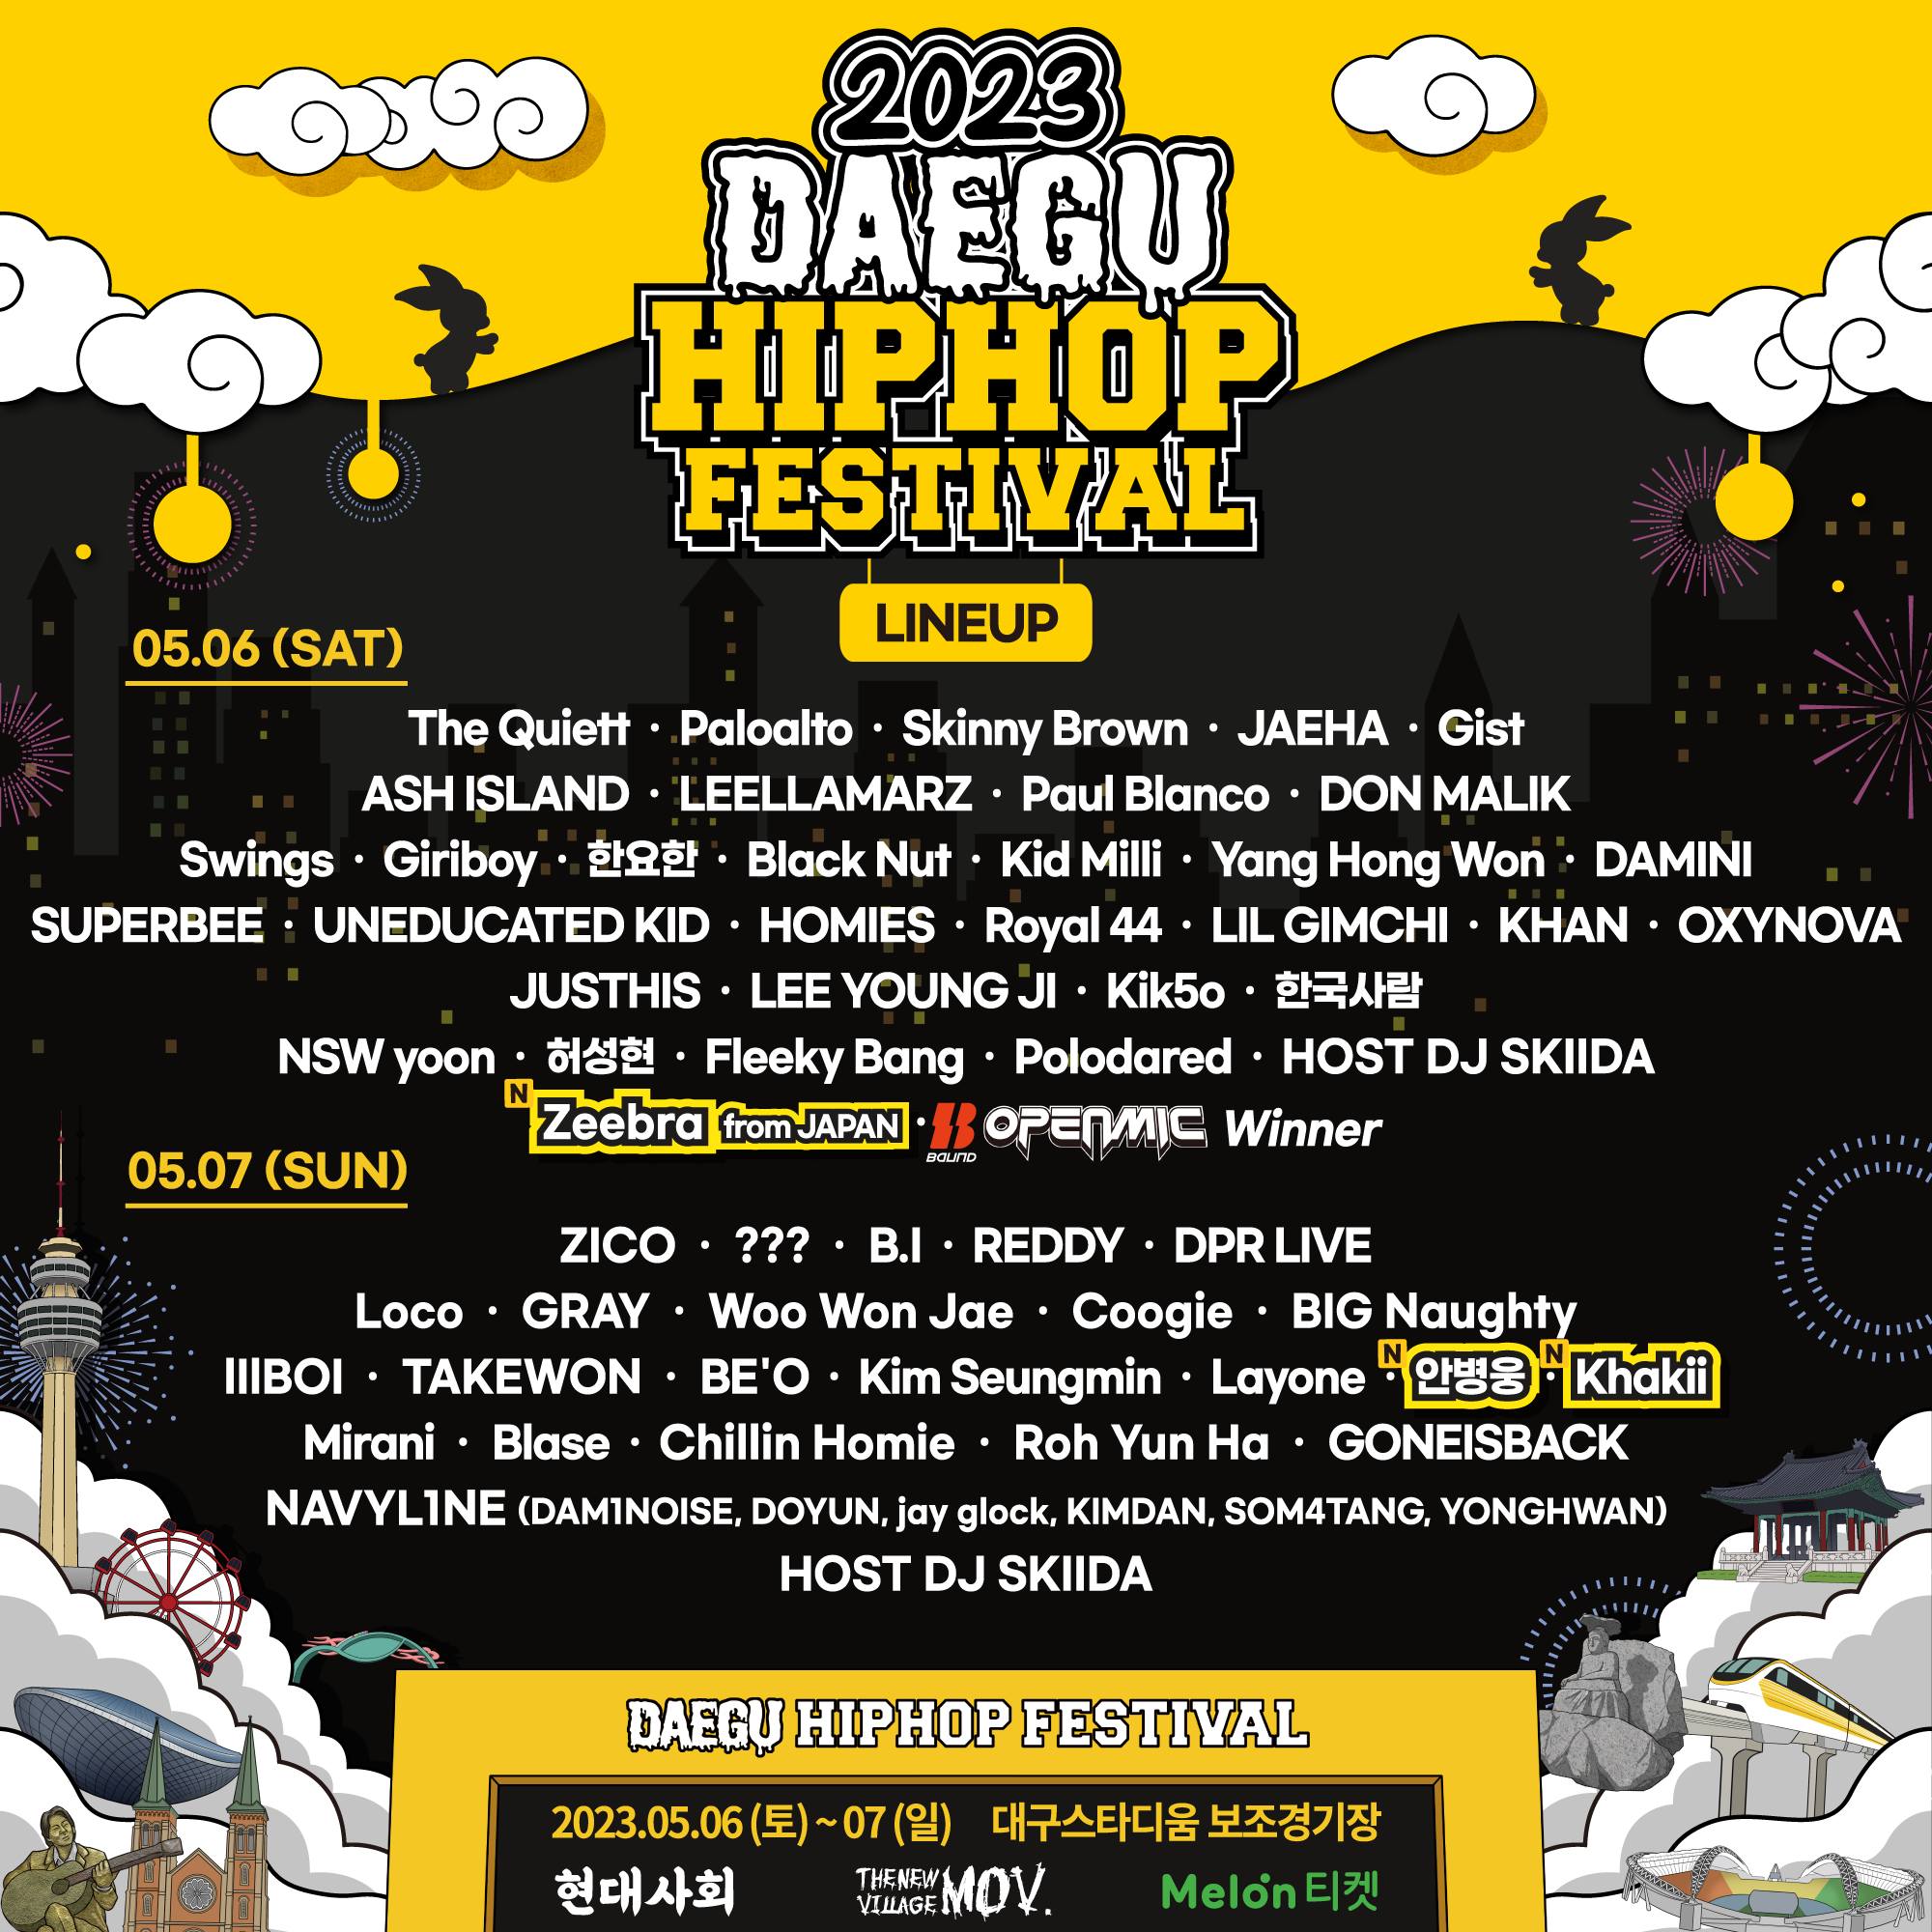 2023
DAEGU
HIPHOP
FESTIVAL
LINEUP
05.06 (SAT)
The Quiett · Paloalto · Skinny Brown · JAEHA · Gist
ASH ISLAND · LEELLAMARZ · Paul Blanco · DON MALIK
Swings · Giriboy · 한요한 · Black Nut · Kid Milli · Yang Hong Won · DAMINI
SUPERBEE · UNEDUCATED KID · HOMIES · Royal 44 · LIL GIMCHI · KHAN · OXYNOVA
JUSTHIS · LEE YOUNG JI · Kik5o · 한국사람
NSW yoon · 허성현 · Fleeky Bang · Polodared · HOST DJ SKIIDA
N Zeebra from JAPAN · B BOUND OPENMIC Winner
05.07 (SUN)
ZICO · ??? · B.I · REDDY · DPR LIVE
Loco · GRAY · Woo Won Jae · Coogie · BIG Naughty
lIlBOI · TAKEWON · BE'O · Kim Seungmin · Layone · N 안병웅 · N Khakii
Mirani · Blase · Chillin Homie · Roh Yun Ha · GONEISBACK
NAVYL1NE (DAM1NOISE, DOYUN, jay glock, KIMDAN, SOM4TANG, YONGHWAN)
HOST DJ SKIIDA
DAEGU HIPHOP FESTIVAL
2023.05.06 (토) ~ 07 (일) 대구스타디움 보조경기장
현대사회 THE NEW VILLAGE MOV. Melon 티켓